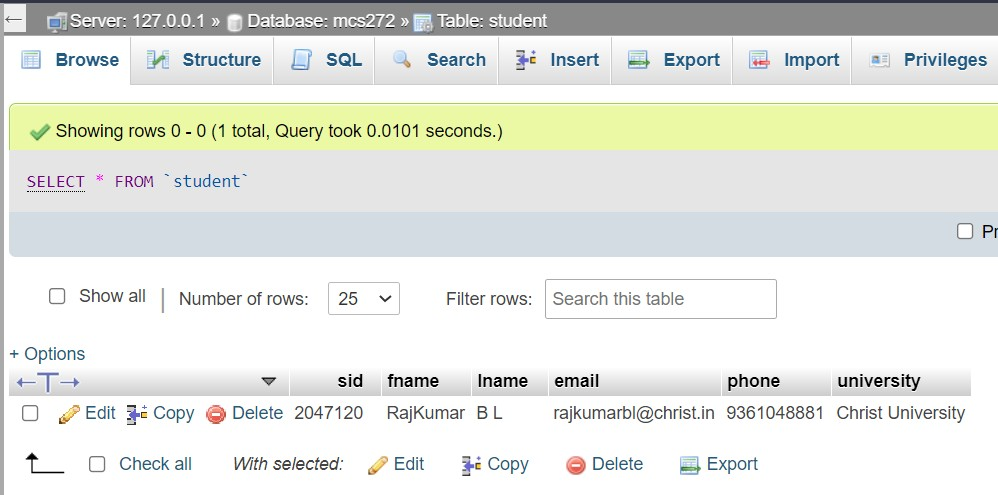 Server: 127.0.0.1 » Database: mcs272 » Table: student
Browse Structure SQL Search Insert Export Import Privileges
Showing rows 0 - 0 (1 total, Query took 0.0101 seconds.)
SELECT * FROM `student`
Pr
Show all Number of rows: 25 Filter rows: Search this table
+ Options
←T→ sid fname lname email phone university
Edit Copy Delete 2047120 RajKumar B L rajkumarbl@christ.in 9361048881 Christ University
Check all With selected: Edit Copy Delete Export